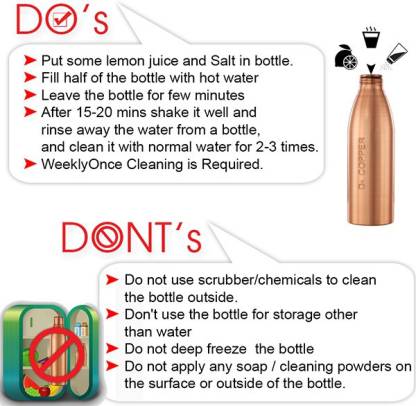 DO's
Put some lemon juice and Salt in bottle.
Fill half of the bottle with hot water
Leave the bottle for few minutes
After 15-20 mins shake it well and
rinse away the water from a bottle,
and clean it with normal water for 2-3 times.
WeeklyOnce Cleaning is Required.
Dr. COPPER
DONT's
Do not use scrubber/chemicals to clean
the bottle outside.
Don't use the bottle for storage other
than water
Do not deep freeze the bottle
Do not apply any soap / cleaning powders on
the surface or outside of the bottle.